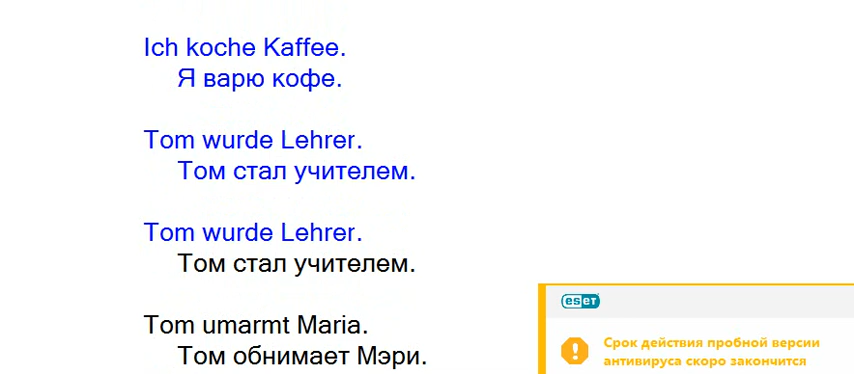 Ich koche Kaffee.
Я варю кофе.
Tom wurde Lehrer.
Том стал учителем.
Tom wurde Lehrer.
Том стал учителем.
Tom umarmt Maria.
Том обнимает Мэри.
eset
Срок действия пробной версии
антивируса скоро закончится